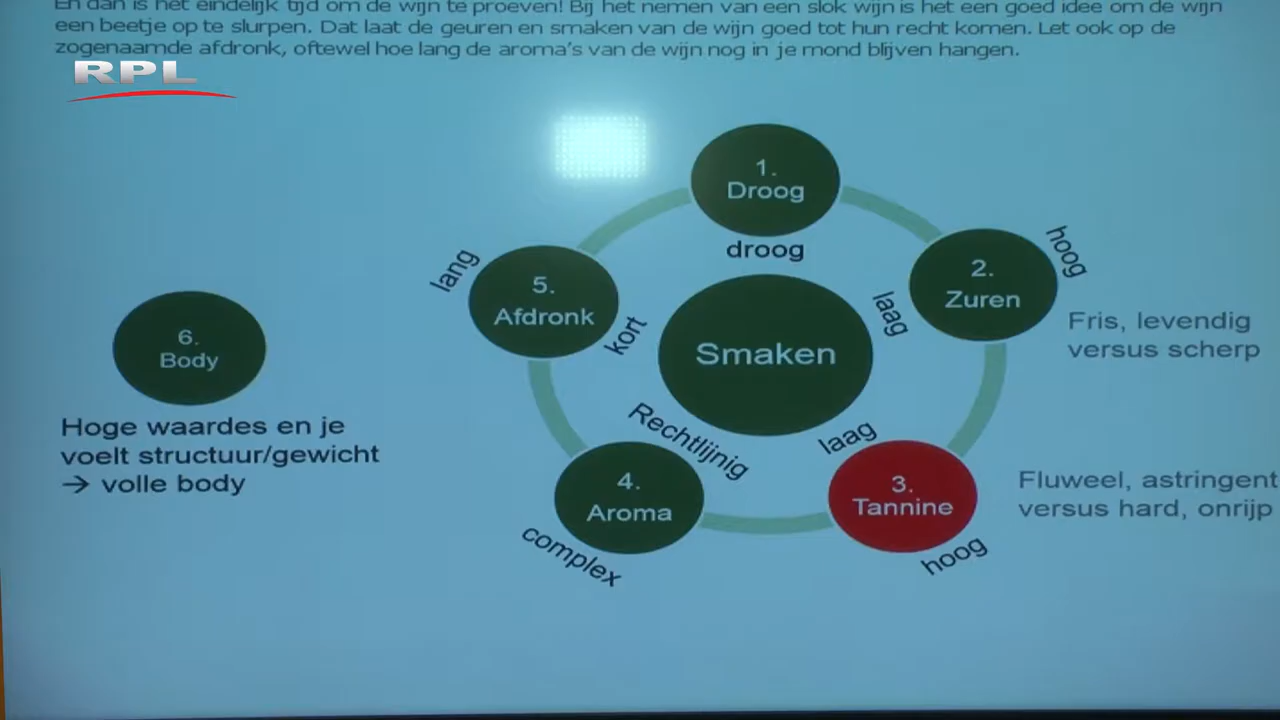 En dan is het eindelijk tijd om de wijn te proeven! Bij het nemen van een slok wijn is het een goed idee om de wijn
een beetje op te slurpen. Dat laat de geuren en smaken van de wijn goed tot hun recht komen. Let ook op de
zogenaamde afdronk, oftewel hoe lang de aroma's van de wijn nog in je mond blijven hangen.
RPL
1.
Droog
droog
2.
Zuren
hoog
laag
Fris, levendig
versus scherp
5.
Afdronk
lang
kort
Smaken
6.
Body
Hoge waardes en je
voelt structuur/gewicht
→ volle body
Rechtlijnig
4.
Aroma
complex
laag
3.
Tannine
hoog
Fluweel, astringent
versus hard, onrijp